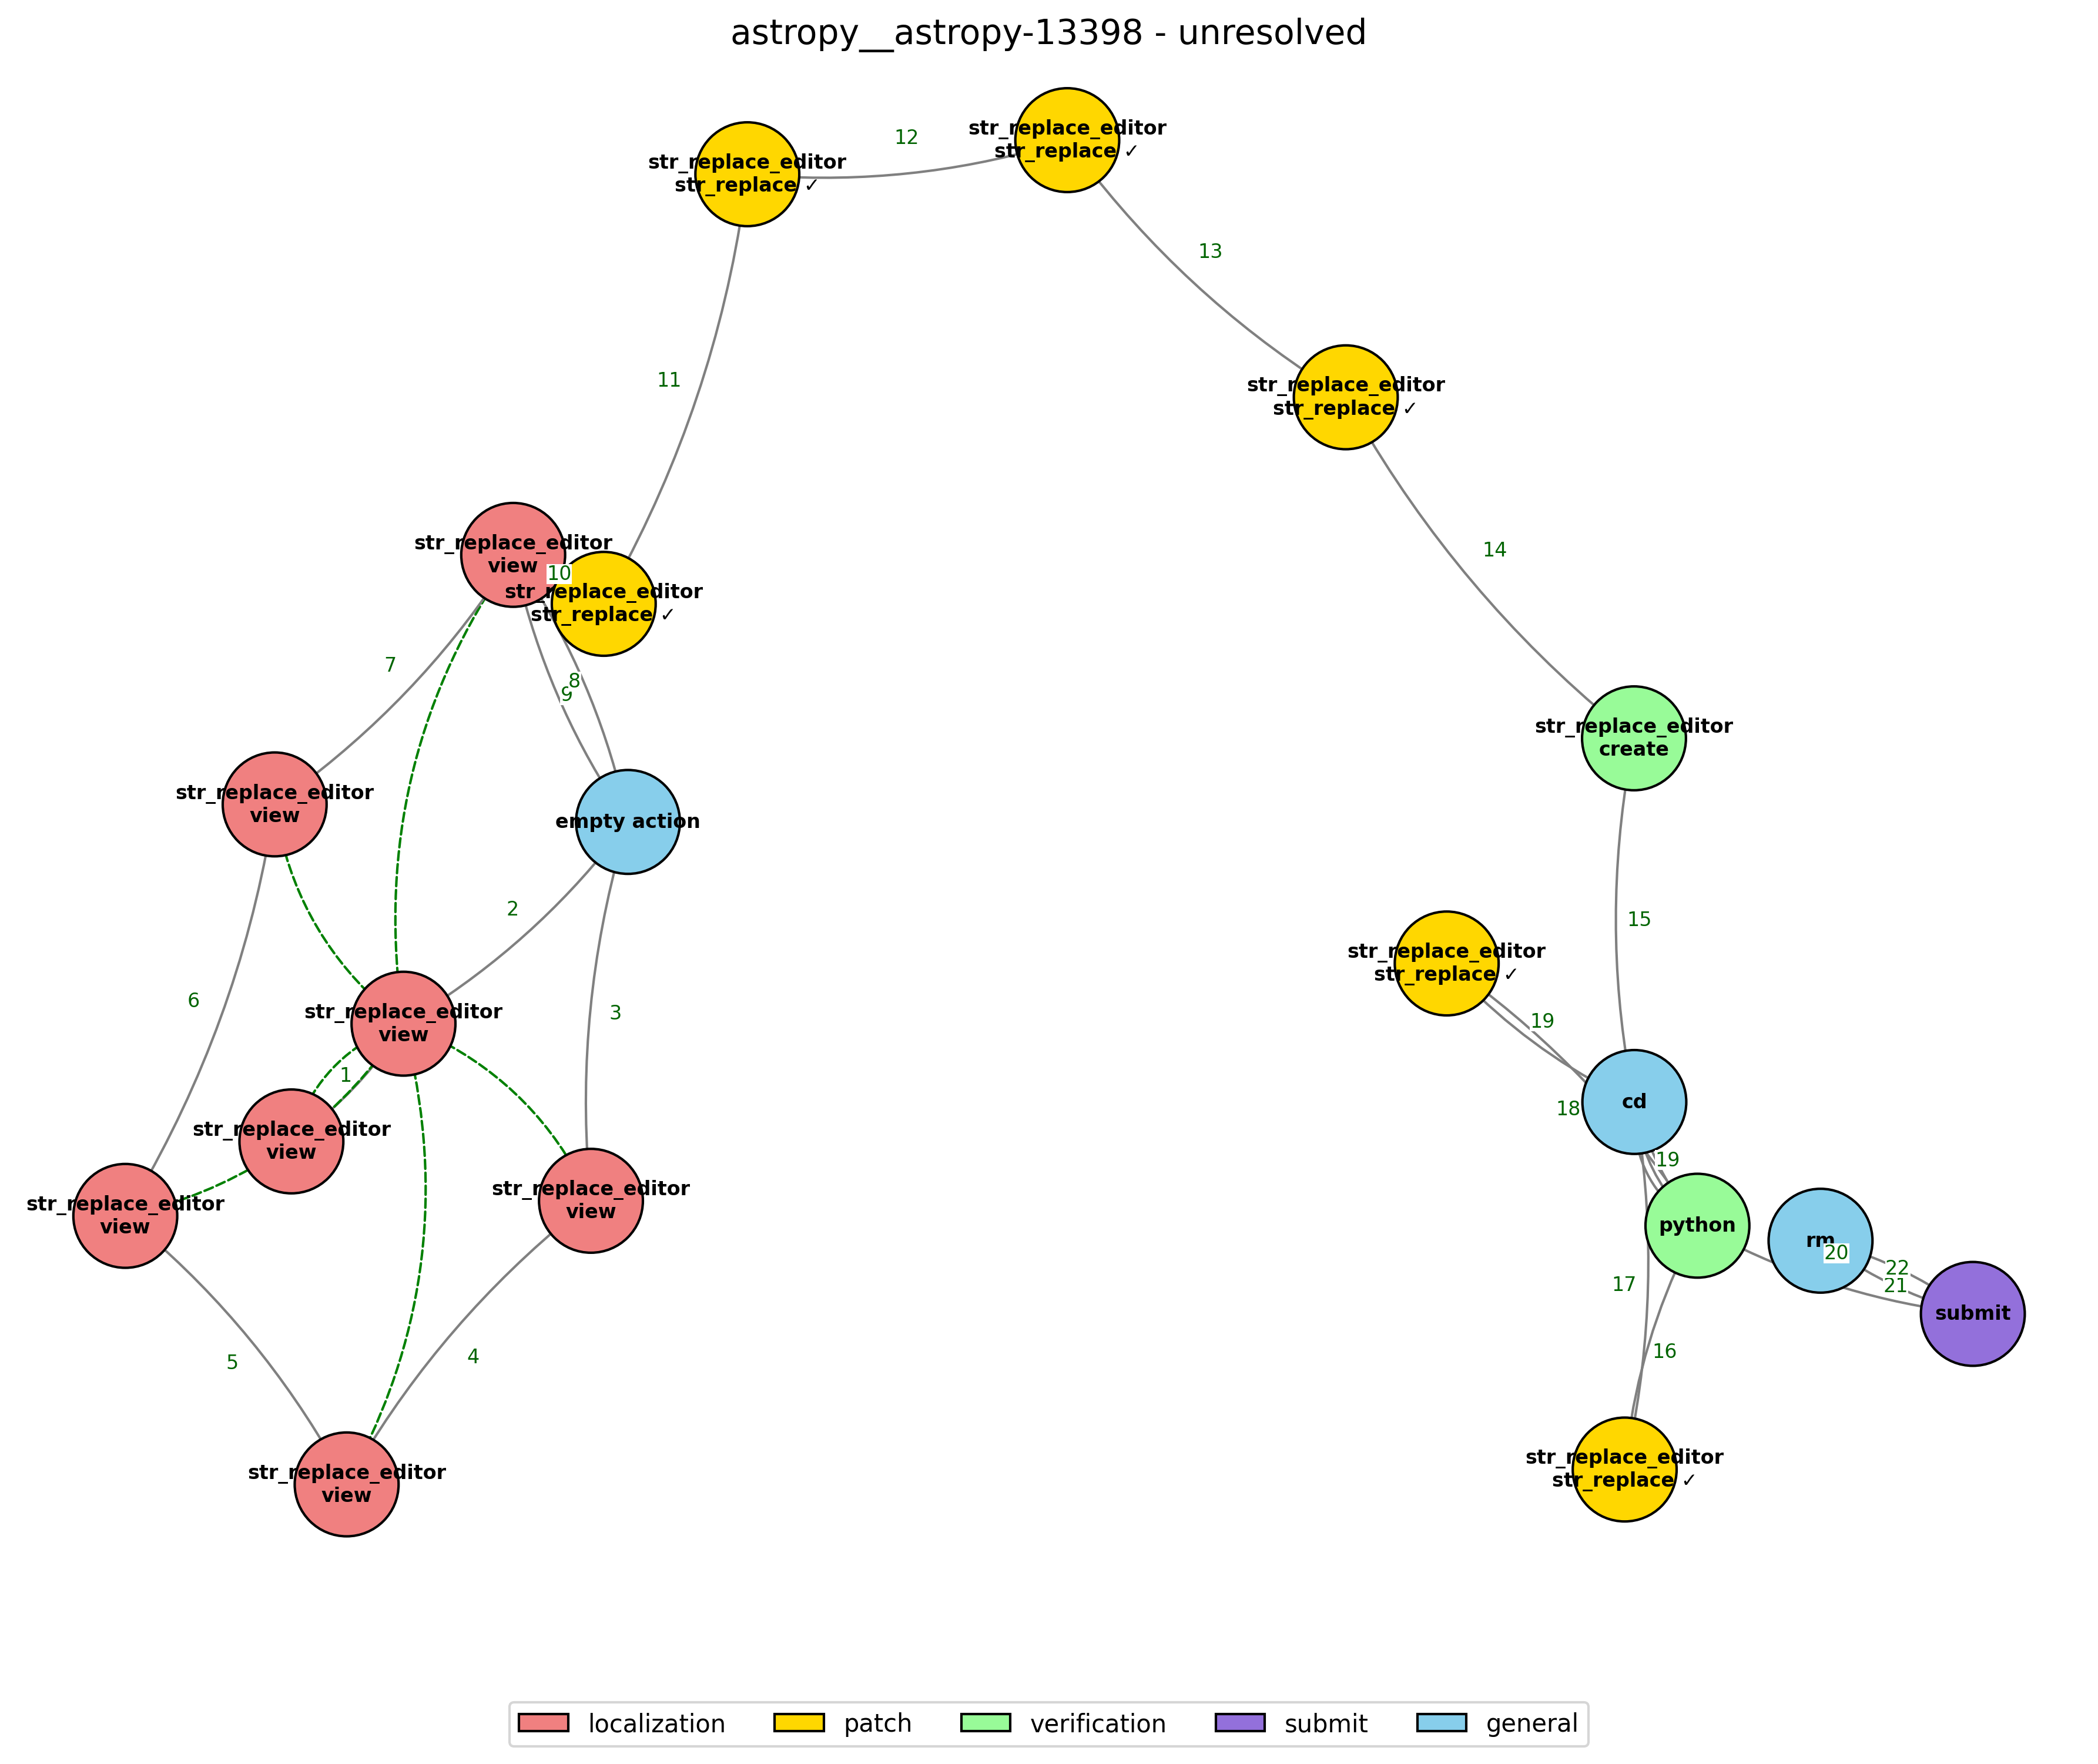 astropy__astropy-13398 - unresolved
str_replace_editor
str_replace ✓
12
str_replace_editor
str_replace ✓
13
11
str_replace_editor
str_replace ✓
14
str_replace_editor
view
10
str_replace_editor
str_replace ✓
7
8
9
str_replace_editor
create
str_replace_editor
view
empty action
2
15
6
3
str_replace_editor
view
str_replace_editor
str_replace ✓
19
1
18
cd
str_replace_editor
view
19
str_replace_editor
view
str_replace_editor
view
python
rm
20
22
21
submit
17
5
4
16
str_replace_editor
view
str_replace_editor
str_replace ✓
localization
patch
verification
submit
general